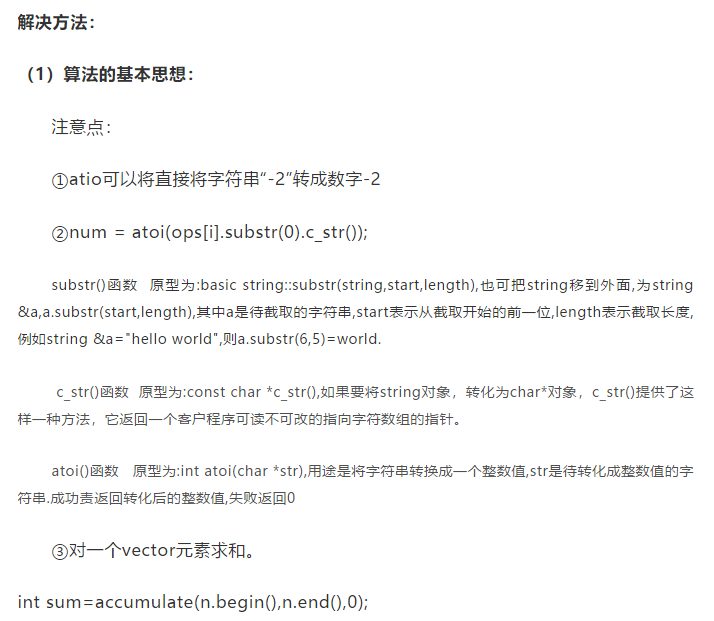 解决方法：
（1）算法的基本思想：
注意点：
①atio可以将直接将字符串“-2”转成数字-2
②num = atoi(ops[i].substr(0).c_str());
substr()函数 原型为:basic string::substr(string,start,length),也可把string移到外面,为string
&a,a.substr(start,length),其中a是待截取的字符串,start表示从截取开始的前一位,length表示截取长度,
例如string &a="hello world",则a.substr(6,5)=world.
c_str()函数 原型为:const char *c_str(),如果要将string对象，转化为char*对象，c_str()提供了这
样一种方法，它返回一个客户程序可读不可改的指向字符数组的指针。
atoi()函数 原型为:int atoi(char *str),用途是将字符串转换成一个整数值,str是待转化成整数值的字
符串.成功责返回转化后的整数值,失败返回0
③对一个vector元素求和。
int sum=accumulate(n.begin(),n.end(),0);